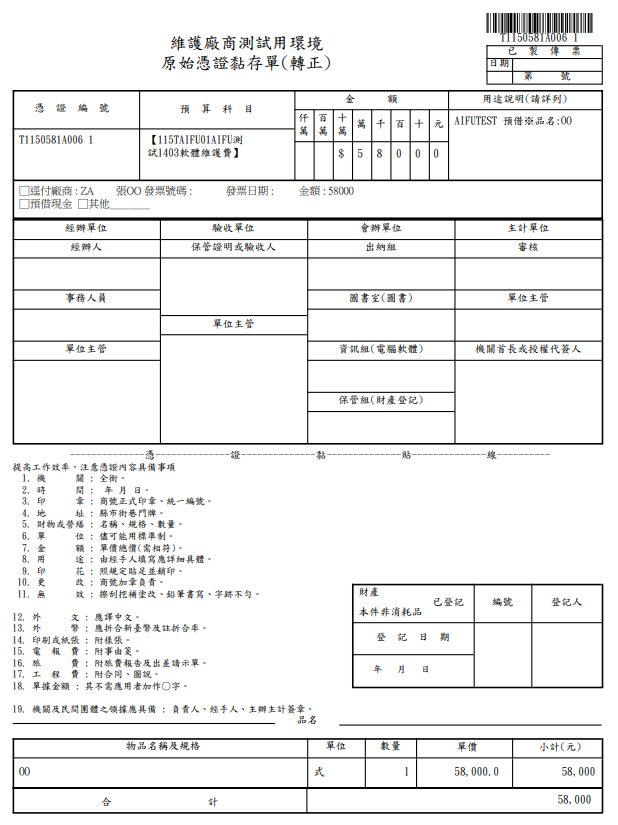 維護廠商測試用環境
原始憑證黏存單(轉正)
T1150581A006 1
已 製 傳 票
日期
第 號
憑 證 編 號
預 算 科 目
金 額
用途說明(請詳列)
仟萬 百萬 十萬 萬 千 百 十 元
T1150581A006 1
【115TAIFU01AIFU測
試1403軟體維護費】
$ 5 8 0 0 0
AIFUTEST 預借※品名:OO
□逕付廠商：ZA 張OO 發票號碼： 發票日期： 金額：58000
□預借現金 □其他________
經辦單位 驗收單位 會辦單位 主計單位
經辦人 保管證明或驗收人 出納組 審核
事務人員 圖書室(圖書) 單位主管
單位主管
單位主管 資訊組(電腦軟體) 機關首長或授權代簽人
保管組(財產登記)
---憑---證---黏---貼---線---
提高工作效率，注意憑證內容具備事項
1. 機 關：全銜。
2. 時 間： 年 月 日。
3. 印 章：商號正式印章、統一編號。
4. 地 址：縣市街巷門牌。
5. 財物或營繕：名稱、規格、數量。
6. 單 位：儘可能用標準制。
7. 金 額：單價總價(需相符)。
8. 用 途：由經手人填寫應詳細具體。
9. 印 花：照規定貼足並銷印。
10. 更 改：商號加章負責。
11. 無 效：擦刮挖補塗改、鉛筆書寫、字跡不勻。
12. 外 文：應譯中文。
13. 外 幣：應折合新臺幣及註折合率。
14. 印刷或紙張：附樣張。
15. 電 報 費：附事由箋。
16. 旅 費：附旅費報告及出差請示單。
17. 工 程 費：附合同、圖說。
18. 單據金額：其不需應用者加作○字。
19. 機關及民間團體之領據應具備：負責人、經手人、主辦主計簽章。
財產 已登記
本件非消耗品
編號
登記人
登 記 日 期
年 月 日
品名
物品名稱及規格 單位 數量 單價 小計(元)
OO 式 1 58,000.0 58,000
合 計 58,000